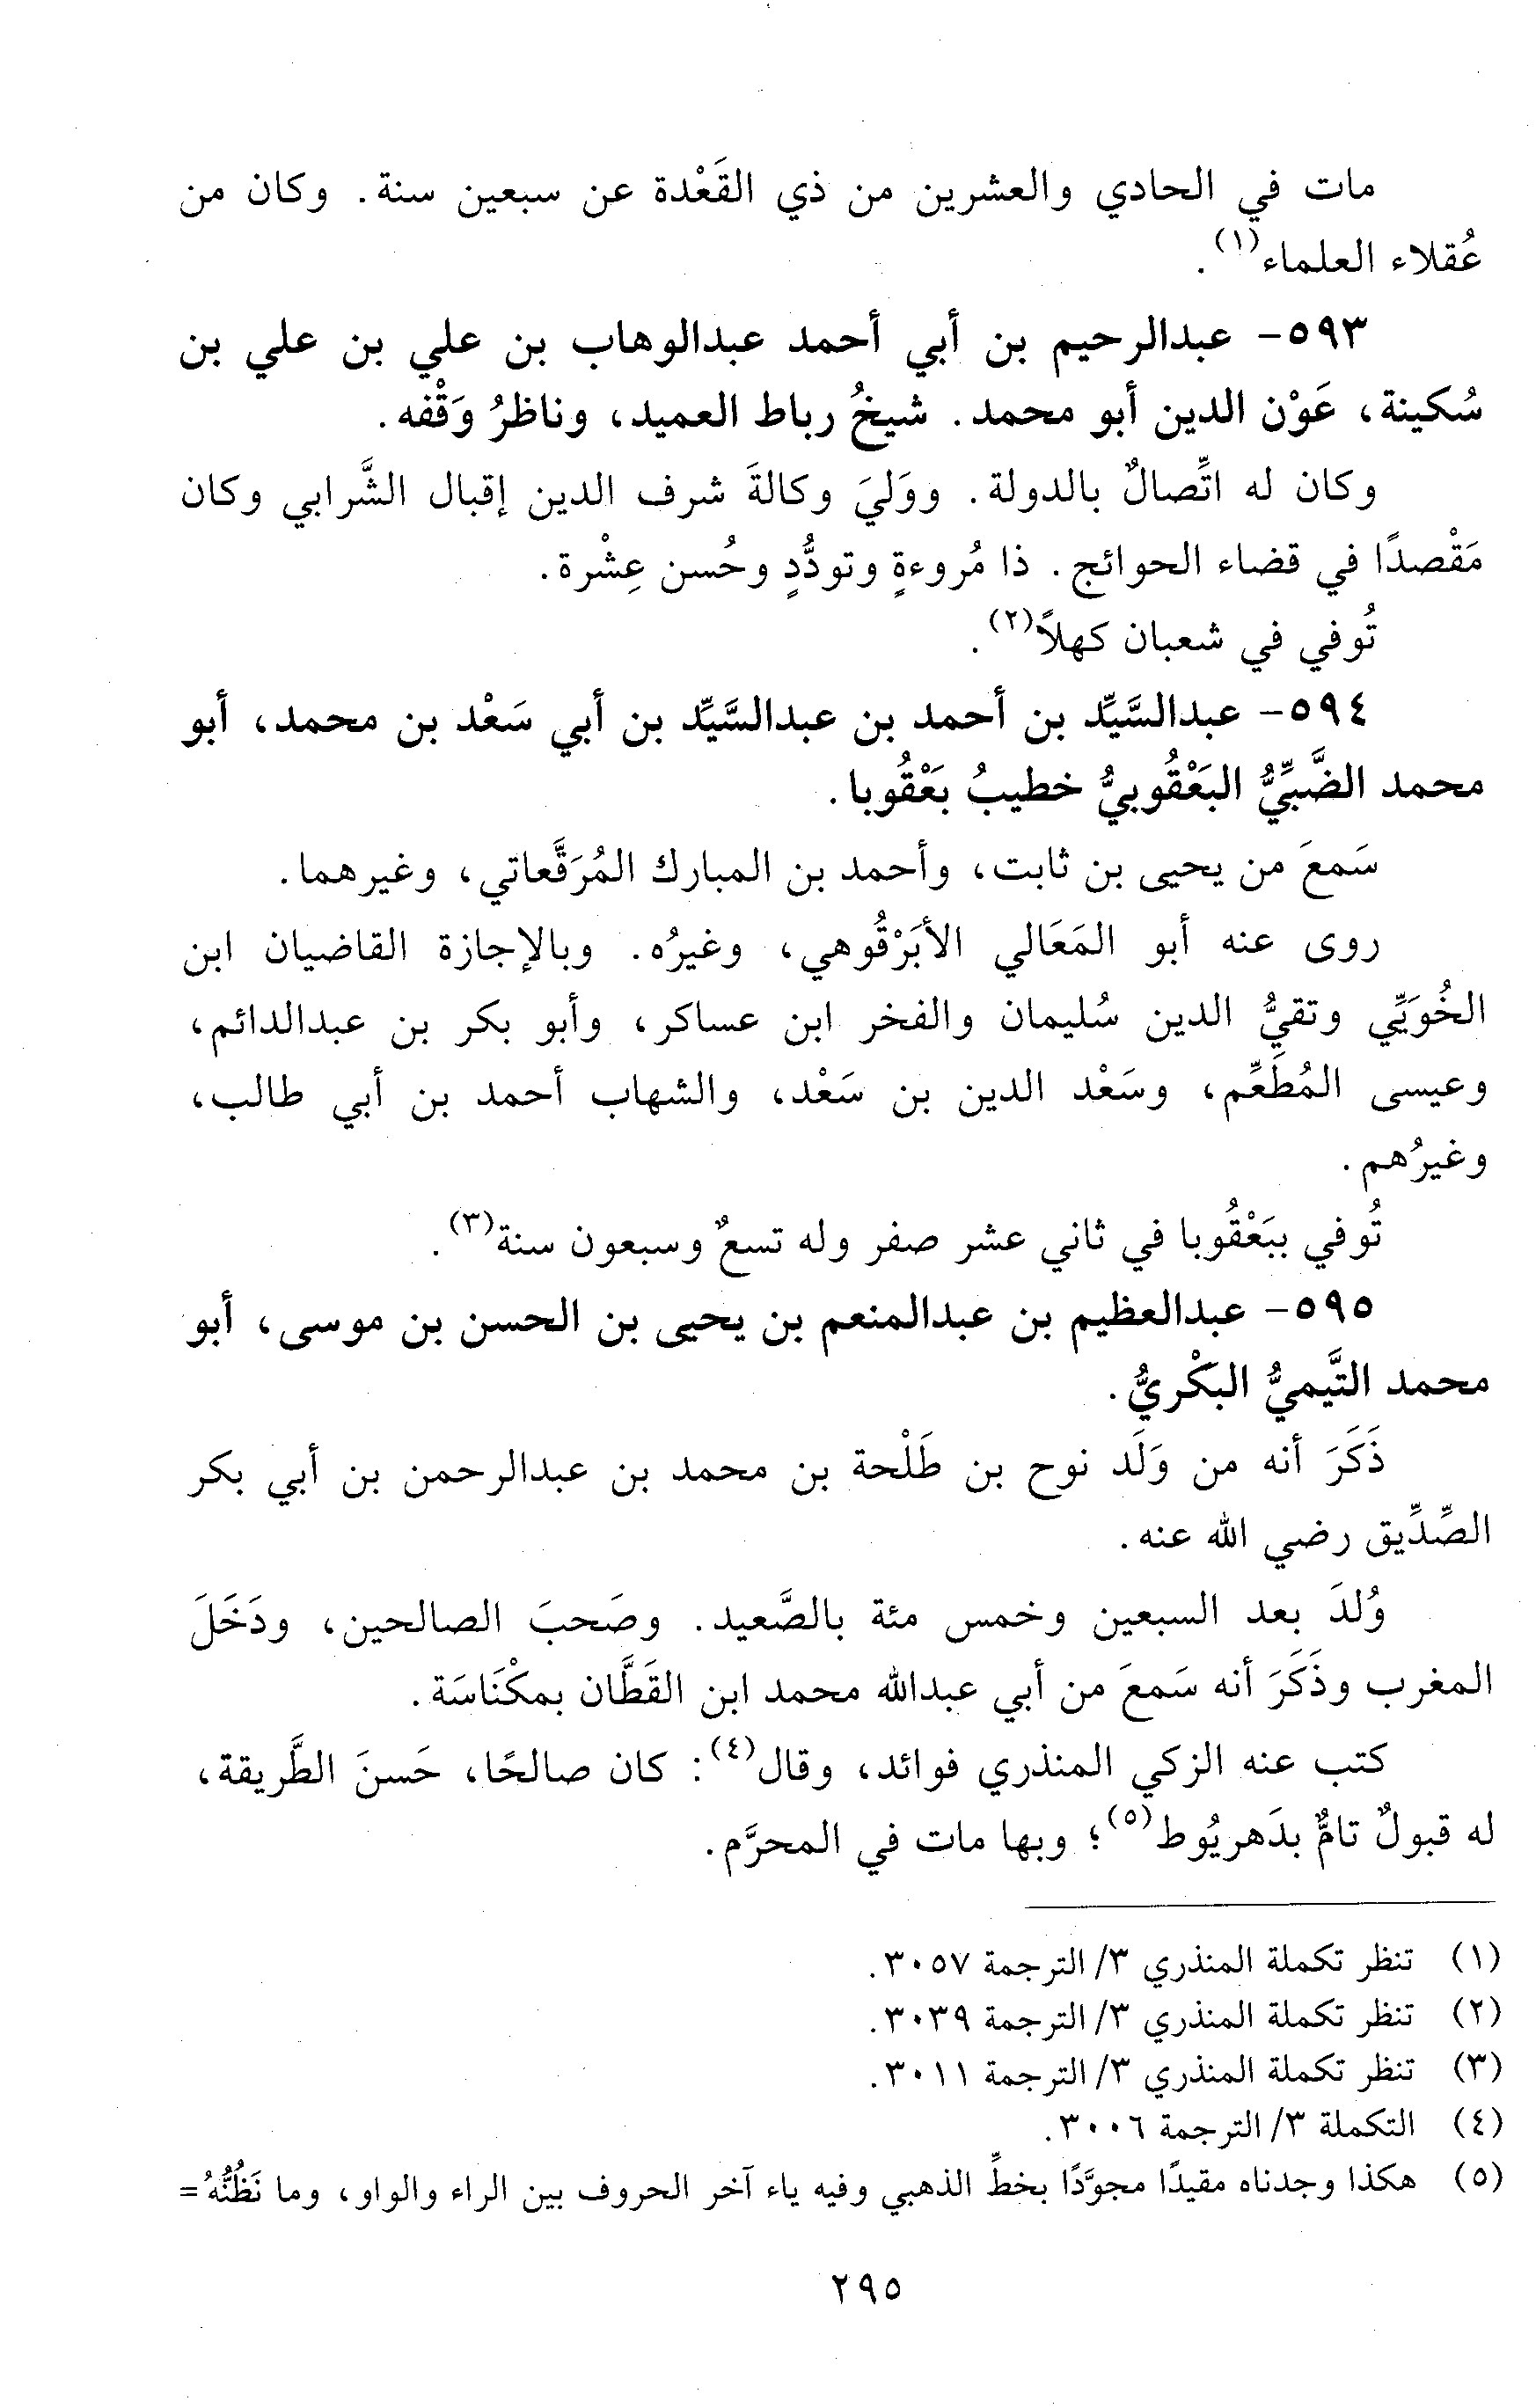 مات في الحادي والعشرين من ذي القَعْدة عن سبعين سنة. وكان من
عُقلاء العلماء(١).
٥٩٣- عبدالرحيم بن أبي أحمد عبدالوهاب بن علي بن علي بن
سُكينة، عَوْن الدين أبو محمد. شيخُ رباط العميد، وناظرُ وَقْفه.
وكان له اتِّصالٌ بالدولة. ووَليَ وكالةَ شرف الدين إقبال الشَّرابي وكان
مَقْصدًا في قضاء الحوائج. ذا مُروءةٍ وتودُّدٍ وحُسن عِشْرة.
تُوفي في شعبان كهلاً(٢).
٥٩٤- عبدالسَّيِّد بن أحمد بن عبدالسَّيِّد بن أبي سَعْد بن محمد، أبو
محمد الضَّبِّيُّ البَعْقُوبيُّ خطيبُ بَعْقُوبا.
سَمعَ من يحيى بن ثابت، وأحمد بن المبارك المُرَقَّعاتي، وغيرهما.
روى عنه أبو المَعَالي الأبَرْقُوهي، وغيرُه. وبالإجازة القاضيان ابن
الخُوَيِّي وتقيُّ الدين سُليمان والفخر ابن عساكر، وأبو بكر بن عبدالدائم،
وعيسى المُطَعِّم، وسَعْد الدين بن سَعْد، والشهاب أحمد بن أبي طالب،
وغيرُهم.
تُوفي ببَعْقُوبا في ثاني عشر صفر وله تسعٌ وسبعون سنة(٣).
٥٩٥- عبدالعظيم بن عبدالمنعم بن يحيى بن الحسن بن موسى، أبو
محمد التَّيميُّ البَكْريُّ.
ذَكَرَ أنه من وَلَد نوح بن طَلْحة بن محمد بن عبدالرحمن بن أبي بكر
الصِّدِّيق رضي الله عنه.
وُلدَ بعد السبعين وخمس مئة بالصَّعيد. وصَحبَ الصالحين، ودَخَلَ
المغرب وذَكَرَ أنه سَمعَ من أبي عبدالله محمد ابن القَطَّان بمكْنَاسَة.
كتب عنه الزكي المنذري فوائد، وقال(٤): كان صالحًا، حَسنَ الطَّريقة،
له قبولٌ تامٌّ بدَهريُوط(٥)؛ وبها مات في المحرَّم.
(١) تنظر تكملة المنذري ٣/ الترجمة ٣٠٥٧.
(٢) تنظر تكملة المنذري ٣/ الترجمة ٣٠٣٩.
(٣) تنظر تكملة المنذري ٣/ الترجمة ٣٠١١.
(٤) التكملة ٣/ الترجمة ٣٠٠٦.
(٥) هكذا وجدناه مقيدًا مجوَّدًا بخطِّ الذهبي وفيه ياء آخر الحروف بين الراء والواو، وما نَظُنُّهُ=
٢٩٥